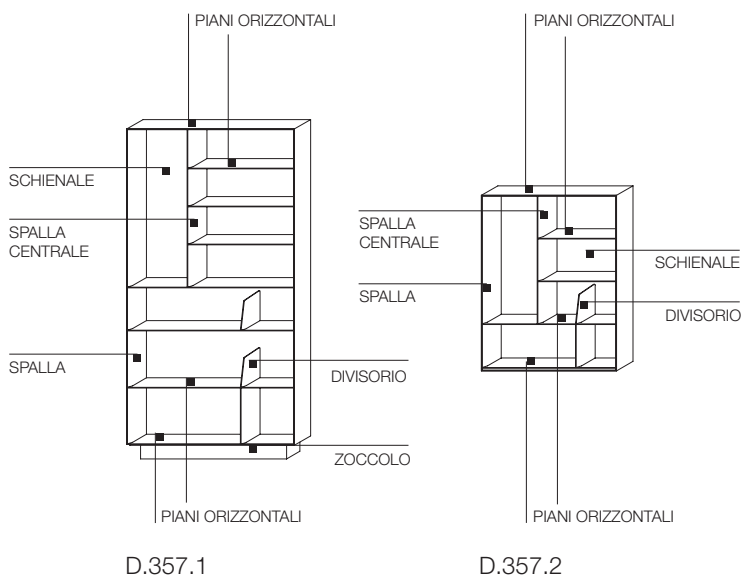 PIANI ORIZZONTALI
SCHIENALE
SPALLA
CENTRALE
SPALLA
DIVISORIO
ZOCCOLO
PIANI ORIZZONTALI
D.357.1
PIANI ORIZZONTALI
SPALLA
CENTRALE
SCHIENALE
SPALLA
DIVISORIO
PIANI ORIZZONTALI
D.357.2